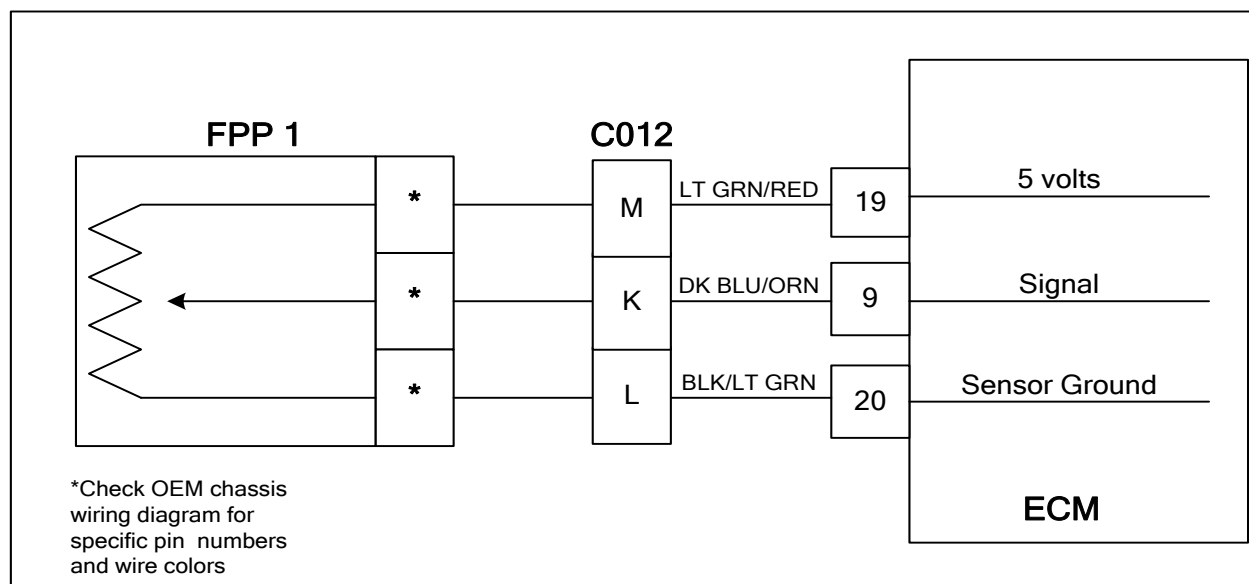 FPP 1
C012
*
M
LT GRN/RED
19
5 volts
*
K
DK BLU/ORN
9
Signal
*
L
BLK/LT GRN
20
Sensor Ground
*Check OEM chassis
wiring diagram for
specific pin numbers
and wire colors
ECM